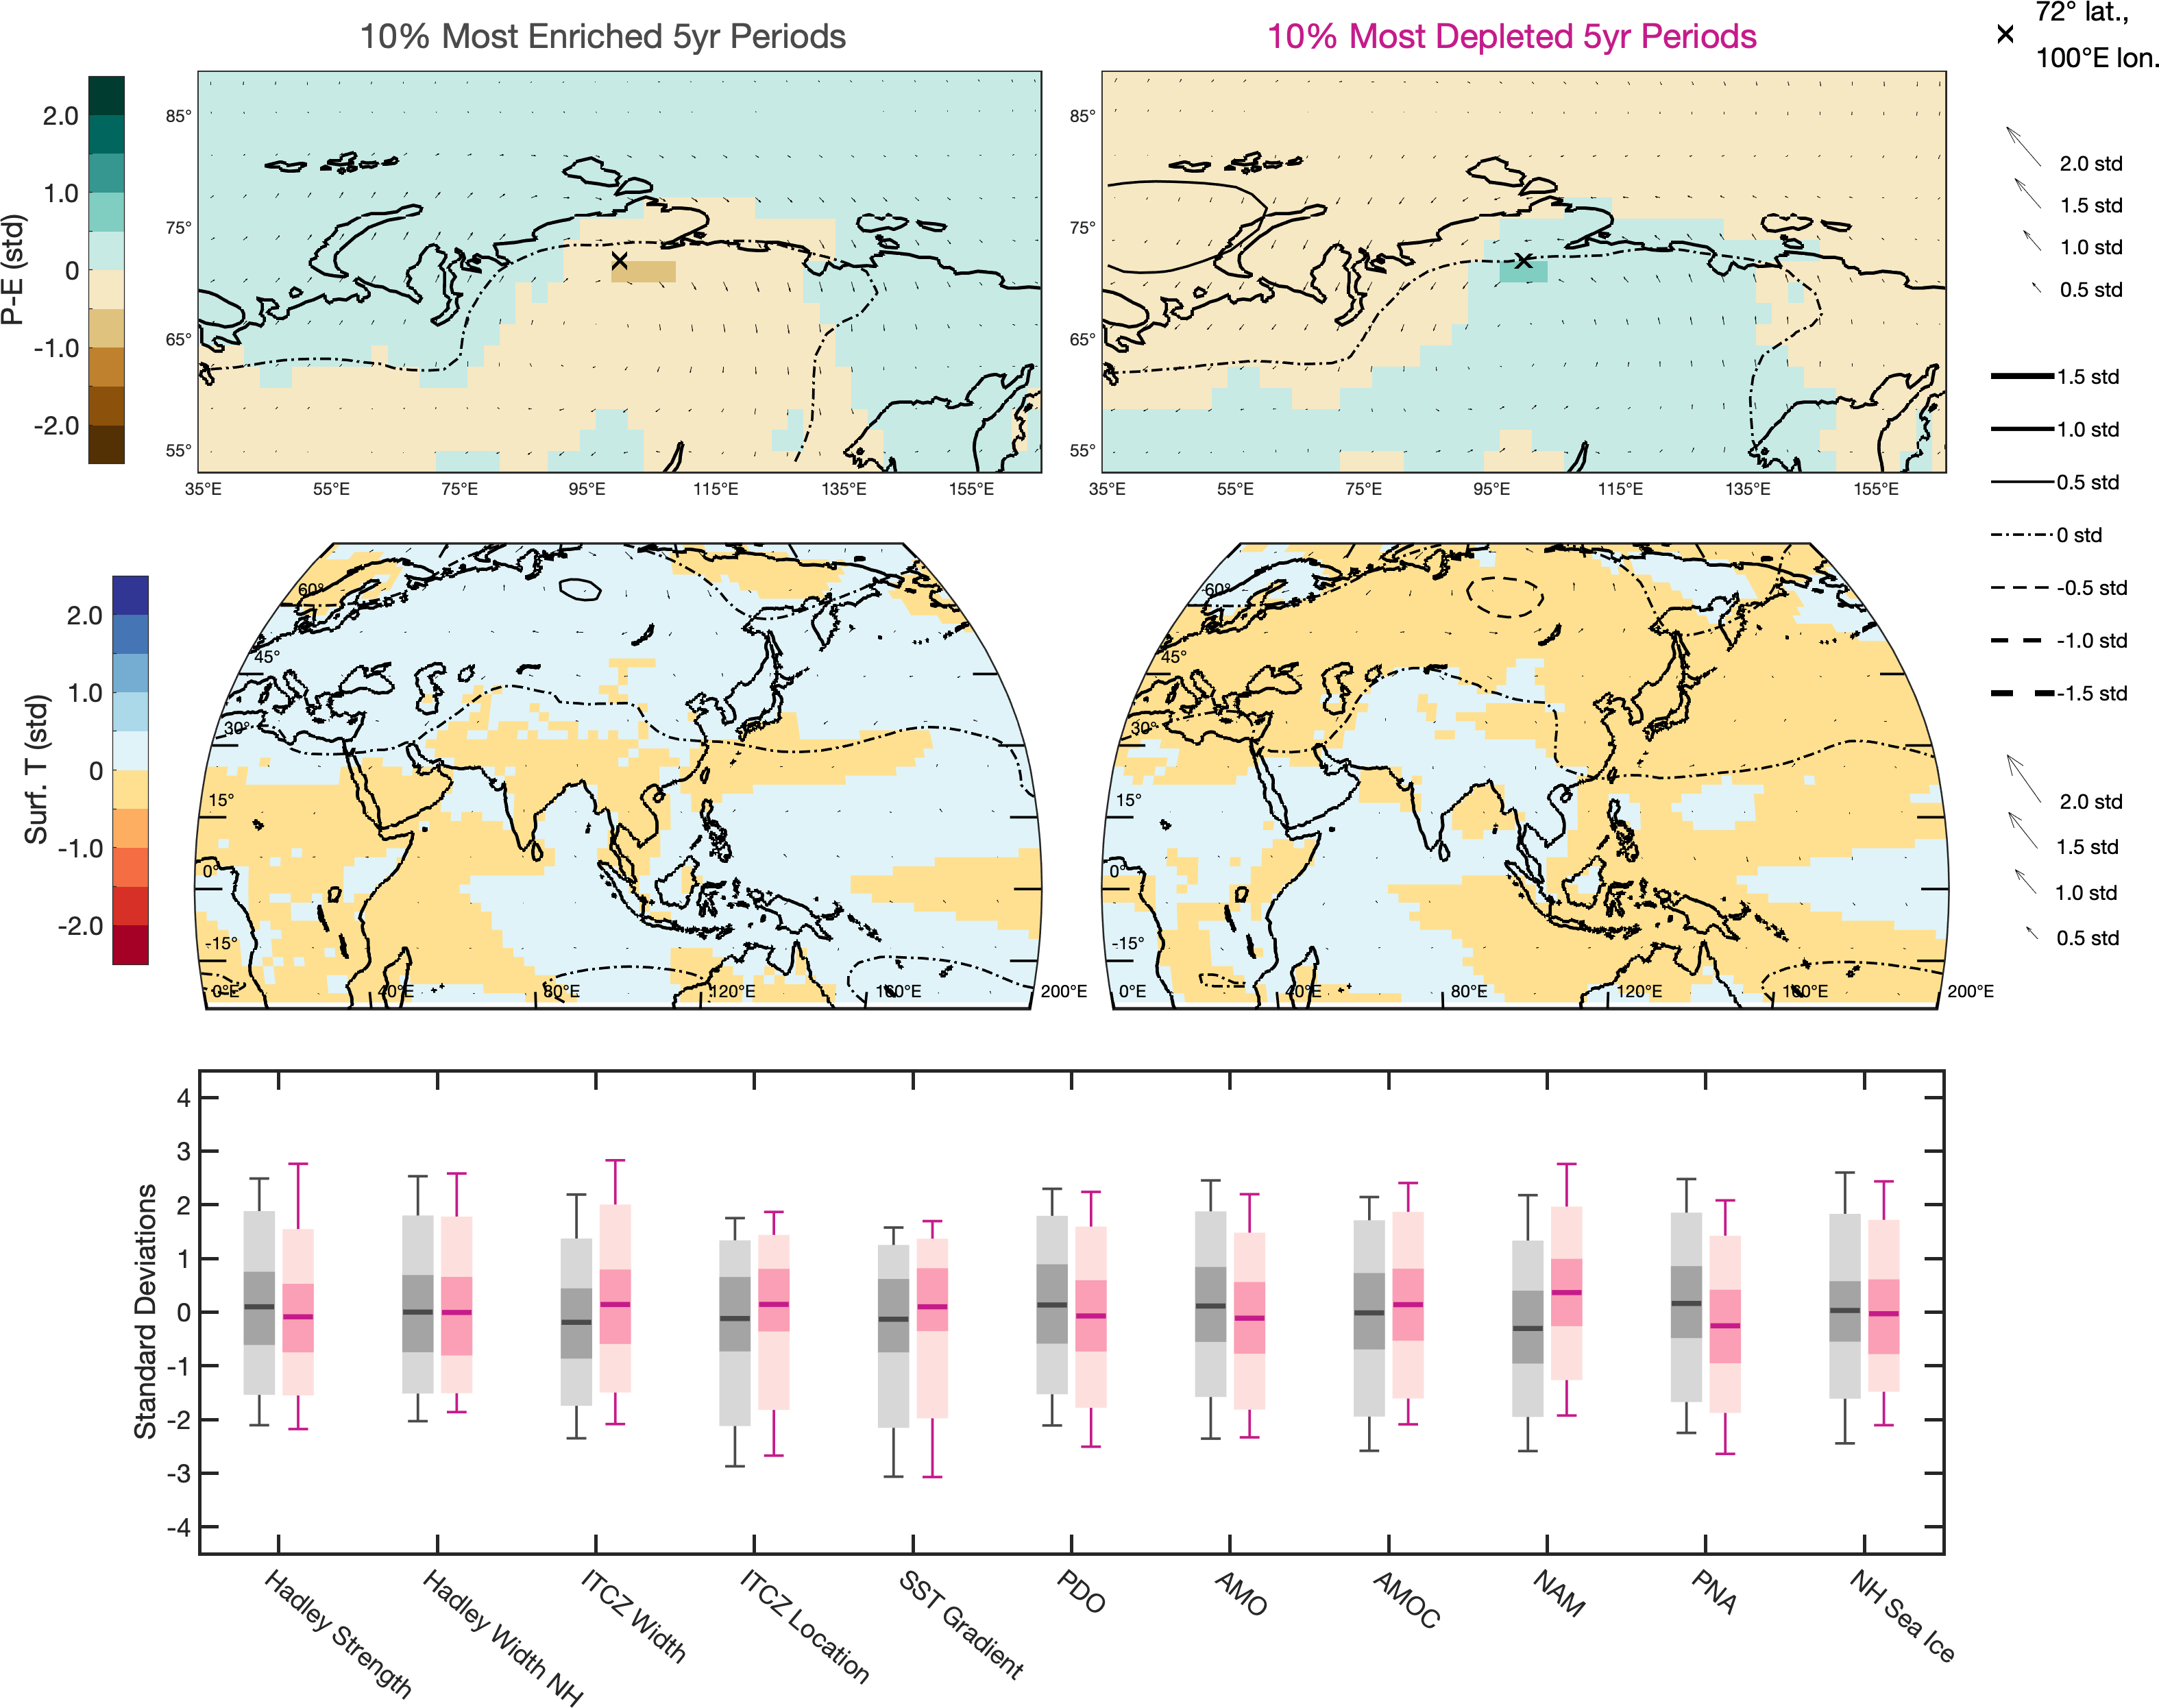 10% Most Enriched 5yr Periods
10% Most Depleted 5yr Periods
72° lat.,
100°E lon.
P-E (std)
2.0
1.0
0
-1.0
-2.0
85°
75°
65°
55°
35°E 55°E 75°E 95°E 115°E 135°E 155°E
85°
75°
65°
55°
35°E 55°E 75°E 95°E 115°E 135°E 155°E
2.0 std
1.5 std
1.0 std
0.5 std
1.5 std
1.0 std
0.5 std
0 std
-0.5 std
-1.0 std
-1.5 std
2.0 std
1.5 std
1.0 std
0.5 std
Surf. T (std)
2.0
1.0
0
-1.0
-2.0
60°
45°
30°
15°
0°
-15°
0°E 40°E 80°E 120°E 160°E 200°E
60°
45°
30°
15°
0°
-15°
0°E 40°E 80°E 120°E 160°E 200°E
Standard Deviations
4
3
2
1
0
-1
-2
-3
-4
Hadley Strength
Hadley Width NH
ITCZ Width
ITCZ Location
SST Gradient
PDO
AMO
AMOC
NAM
PNA
NH Sea Ice